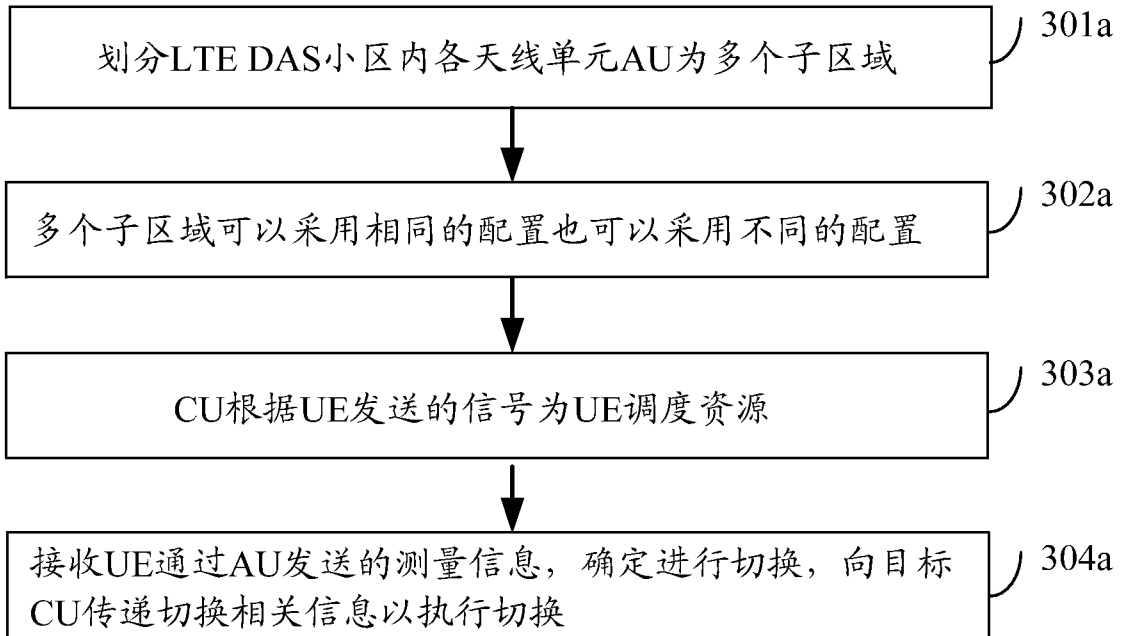 划分LTE DAS小区内各天线单元AU为多个子区域
301a
多个子区域可以采用相同的配置也可以采用不同的配置
302a
CU根据UE发送的信号为UE调度资源
303a
接收UE通过AU发送的测量信息，确定进行切换，向目标
CU传递切换相关信息以执行切换
304a